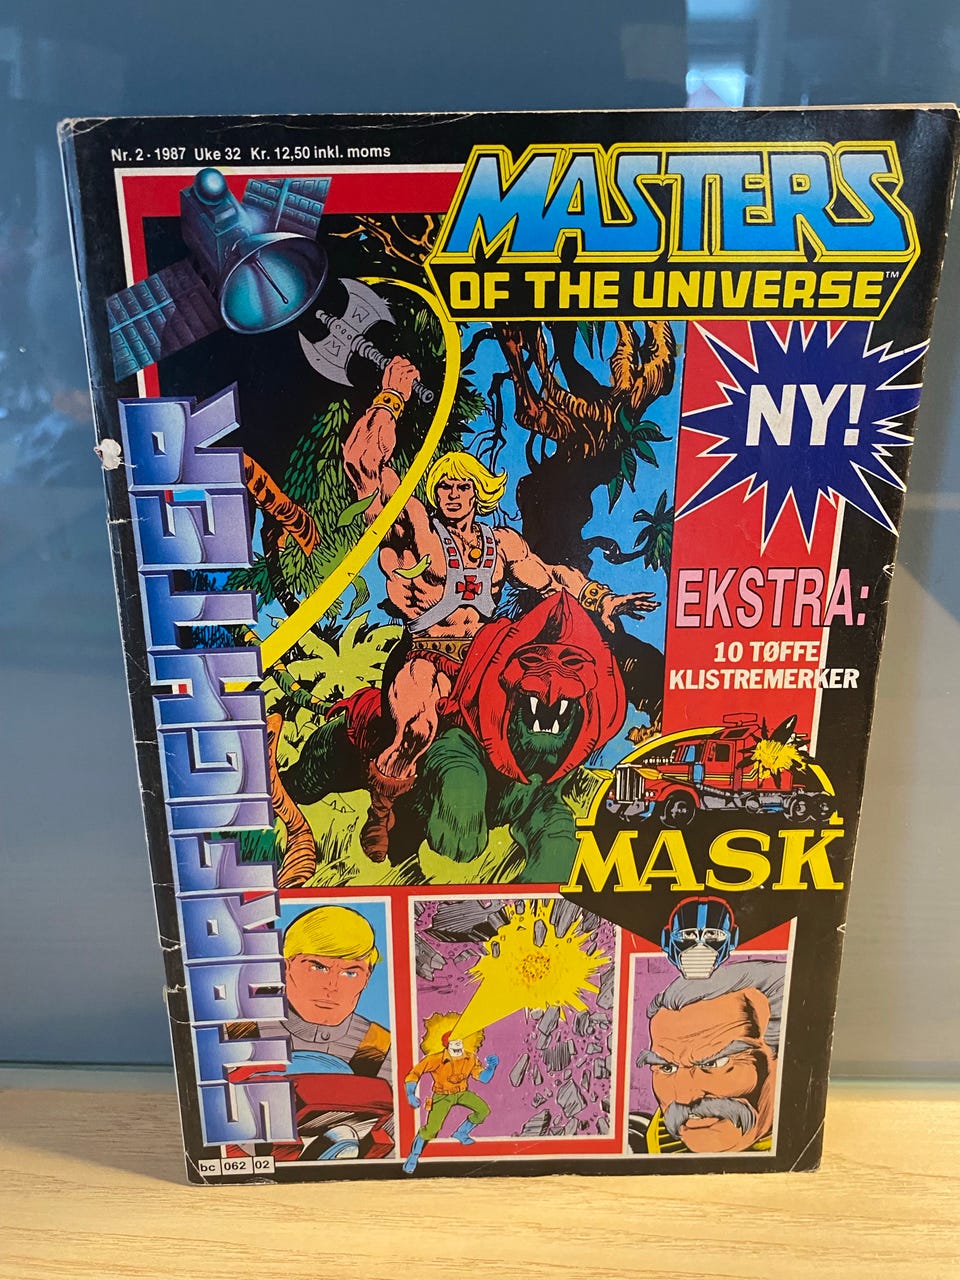 Nr. 2 - 1987 Uke 32 Kr. 12,50 inkl. moms
MASTERS
OF THE UNIVERSE™
STARFIGHTER
NY!
EKSTRA:
10 TØFFE
KLISTREMERKER
MASK
bc 062 02